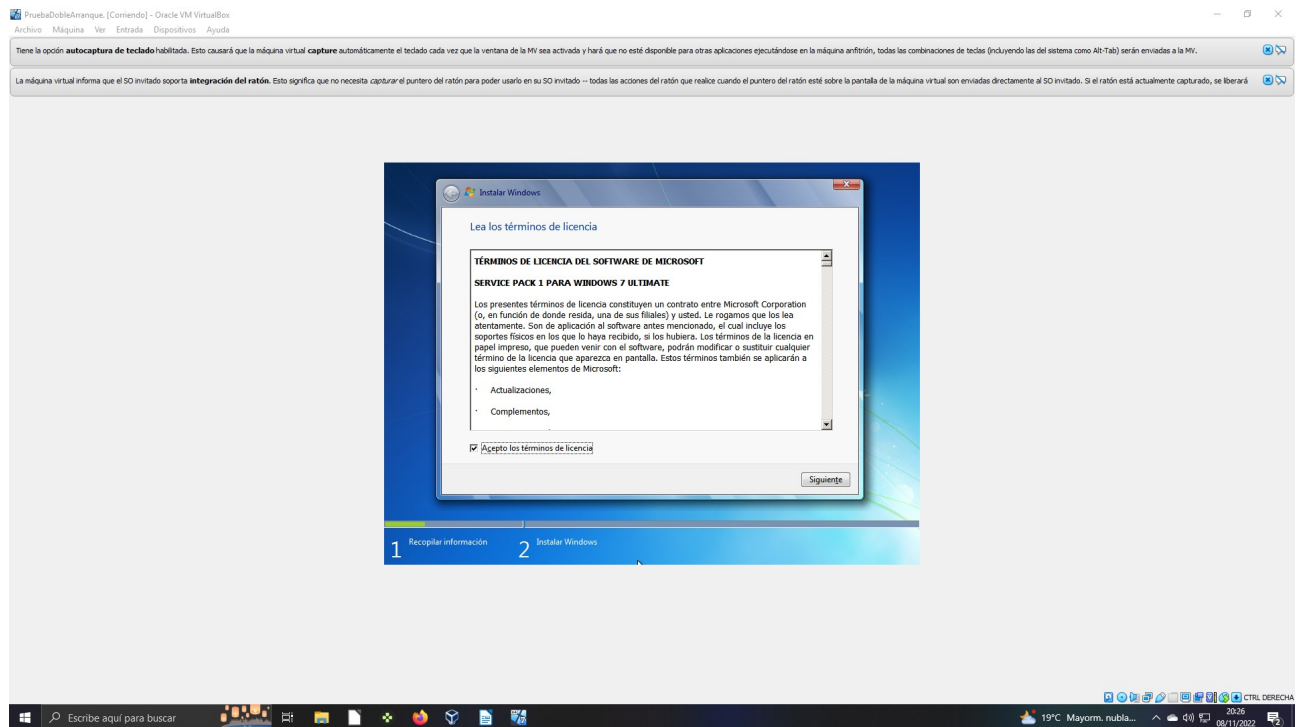 PruebaDobleArranque. [Corriendo] - Oracle VM VirtualBox
Archivo Máquina Ver Entrada Dispositivos Ayuda
Tiene la opción autocaptura de teclado habilitada. Esto causará que la máquina virtual capture automáticamente el teclado cada vez que la ventana de la MV sea activada y hará que no esté disponible para otras aplicaciones ejecutándose en la máquina anfitrión, todas las combinaciones de teclas (incluyendo las del sistema como Alt-Tab) serán enviadas a la MV.
La máquina virtual informa que el SO invitado soporta integración del ratón. Esto significa que no necesita capturar el puntero del ratón para poder usarlo en su SO invitado -- todas las acciones del ratón que realice cuando el puntero del ratón esté sobre la pantalla de la máquina virtual son enviadas directamente al SO invitado. Si el ratón está actualmente capturado, se liberará
Instalar Windows
Lea los términos de licencia
TÉRMINOS DE LICENCIA DEL SOFTWARE DE MICROSOFT
SERVICE PACK 1 PARA WINDOWS 7 ULTIMATE
Los presentes términos de licencia constituyen un contrato entre Microsoft Corporation
(o, en función de donde resida, una de sus filiales) y usted. Le rogamos que los lea
atentamente. Son de aplicación al software antes mencionado, el cual incluye los
soportes físicos en los que lo haya recibido, si los hubiera. Los términos de la licencia en
papel impreso, que pueden venir con el software, podrán modificar o sustituir cualquier
término de la licencia que aparezca en pantalla. Estos términos también se aplicarán a
los siguientes elementos de Microsoft:
· Actualizaciones,
· Complementos,
Acepto los términos de licencia
Siguiente
1 Recopilar información 2 Instalar Windows
CTRL DERECHA
Escribe aquí para buscar
19°C Mayorm. nubla...
20:26
08/11/2022
2